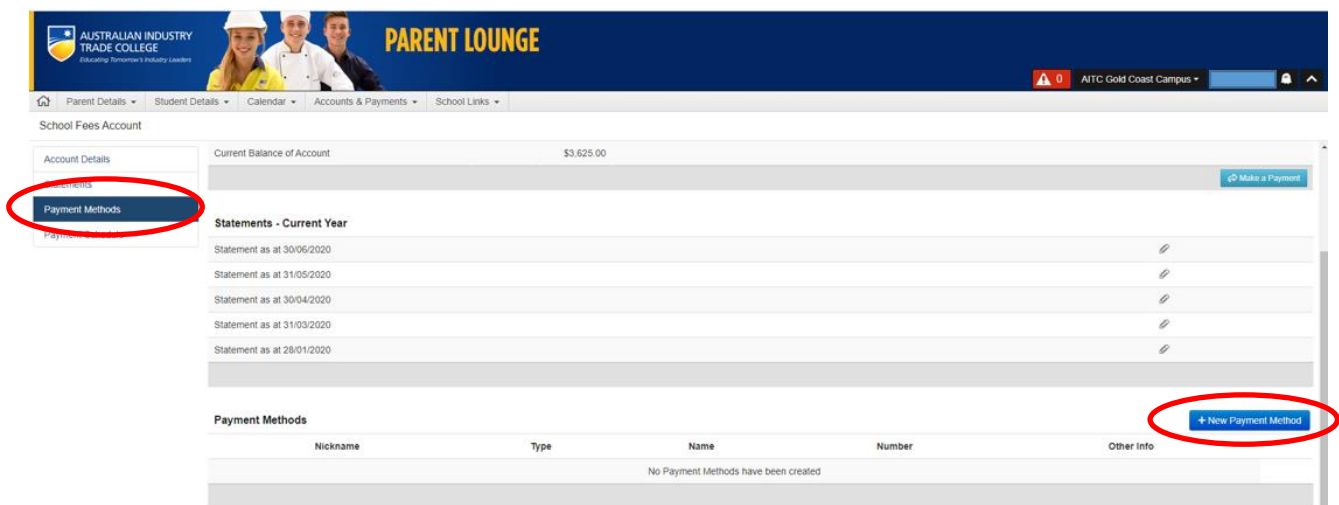 AUSTRALIAN INDUSTRY
TRADE COLLEGE
Educating Tomorrow's Industry Leaders
PARENT LOUNGE
0 AITC Gold Coast Campus
Parent Details Student Details Calendar Accounts & Payments School Links
School Fees Account
Account Details
Statements
Payment Methods
Payment Schedule
Current Balance of Account $3,625.00
Make a Payment
Statements - Current Year
Statement as at 30/06/2020
Statement as at 31/05/2020
Statement as at 30/04/2020
Statement as at 31/03/2020
Statement as at 28/01/2020
Payment Methods
+ New Payment Method
Nickname Type Name Number Other Info
No Payment Methods have been created